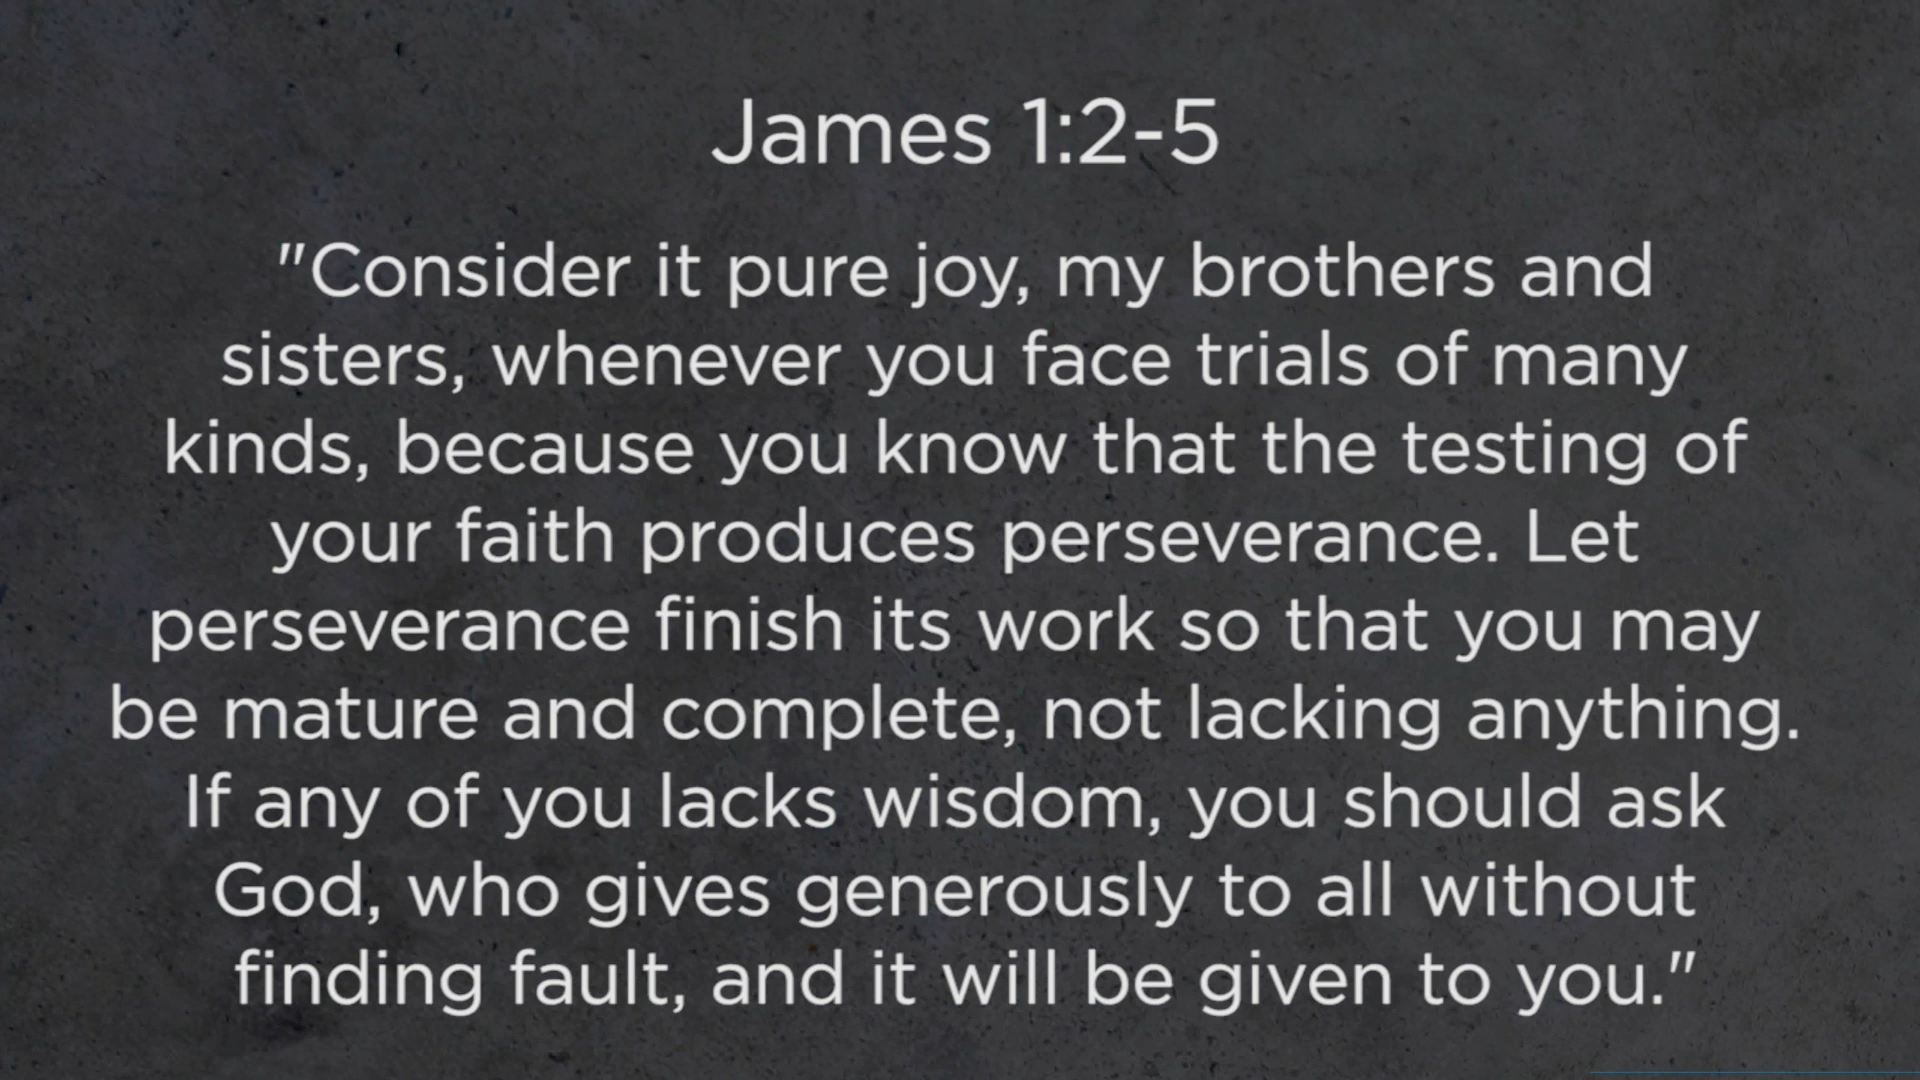 James 1:2-5
"Consider it pure joy, my brothers and
sisters, whenever you face trials of many
kinds, because you know that the testing of
your faith produces perseverance. Let
perseverance finish its work so that you may
be mature and complete, not lacking anything.
If any of you lacks wisdom, you should ask
God, who gives generously to all without
finding fault, and it will be given to you."